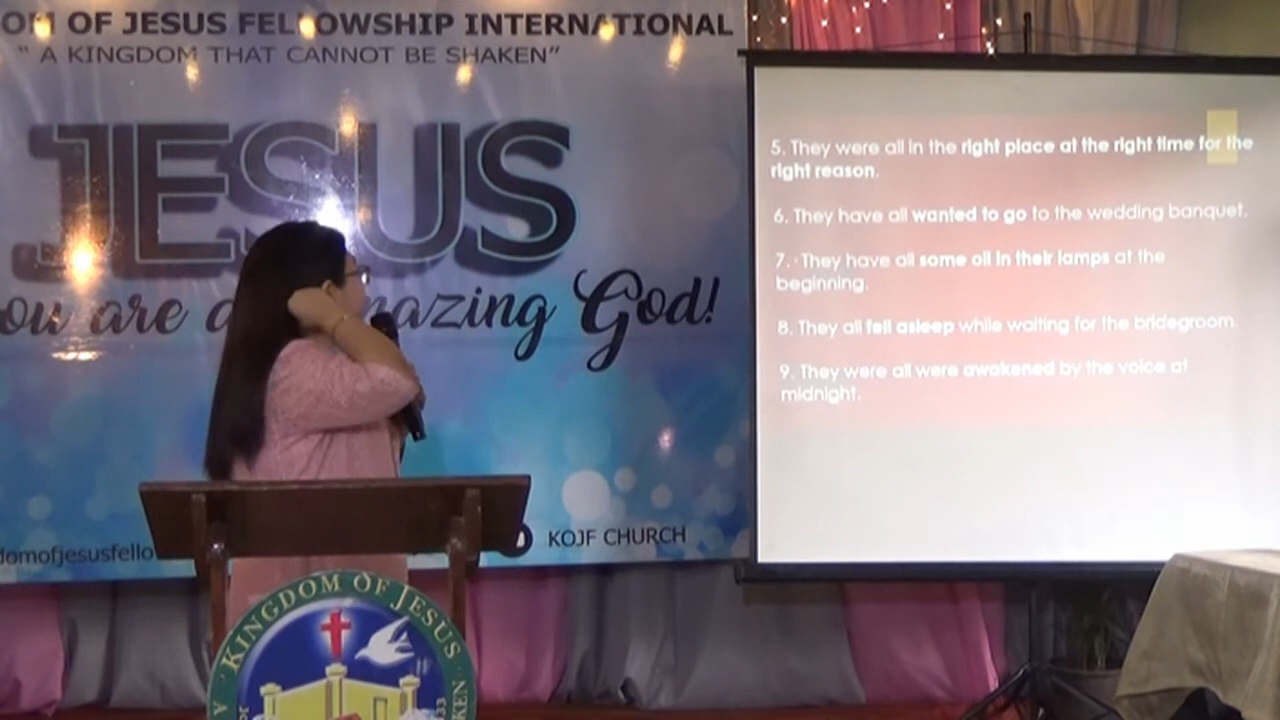 OF JESUS FELLOWSHIP INTERNATIONAL
" A KINGDOM THAT CANNOT BE SHAKEN"
JESUS
you are amazing God!
5. They were all in the right place at the right time for the
right reason.
6. They have all wanted to go to the wedding banquet.
7. · They have all some oil in their lamps at the
beginning.
8. They all fell asleep while waiting for the bridegroom.
9. They were all were awakened by the voice at
midnight.
KOJF CHURCH
domofjesusfello
KINGDOM OF JESUS
A
KEN
33